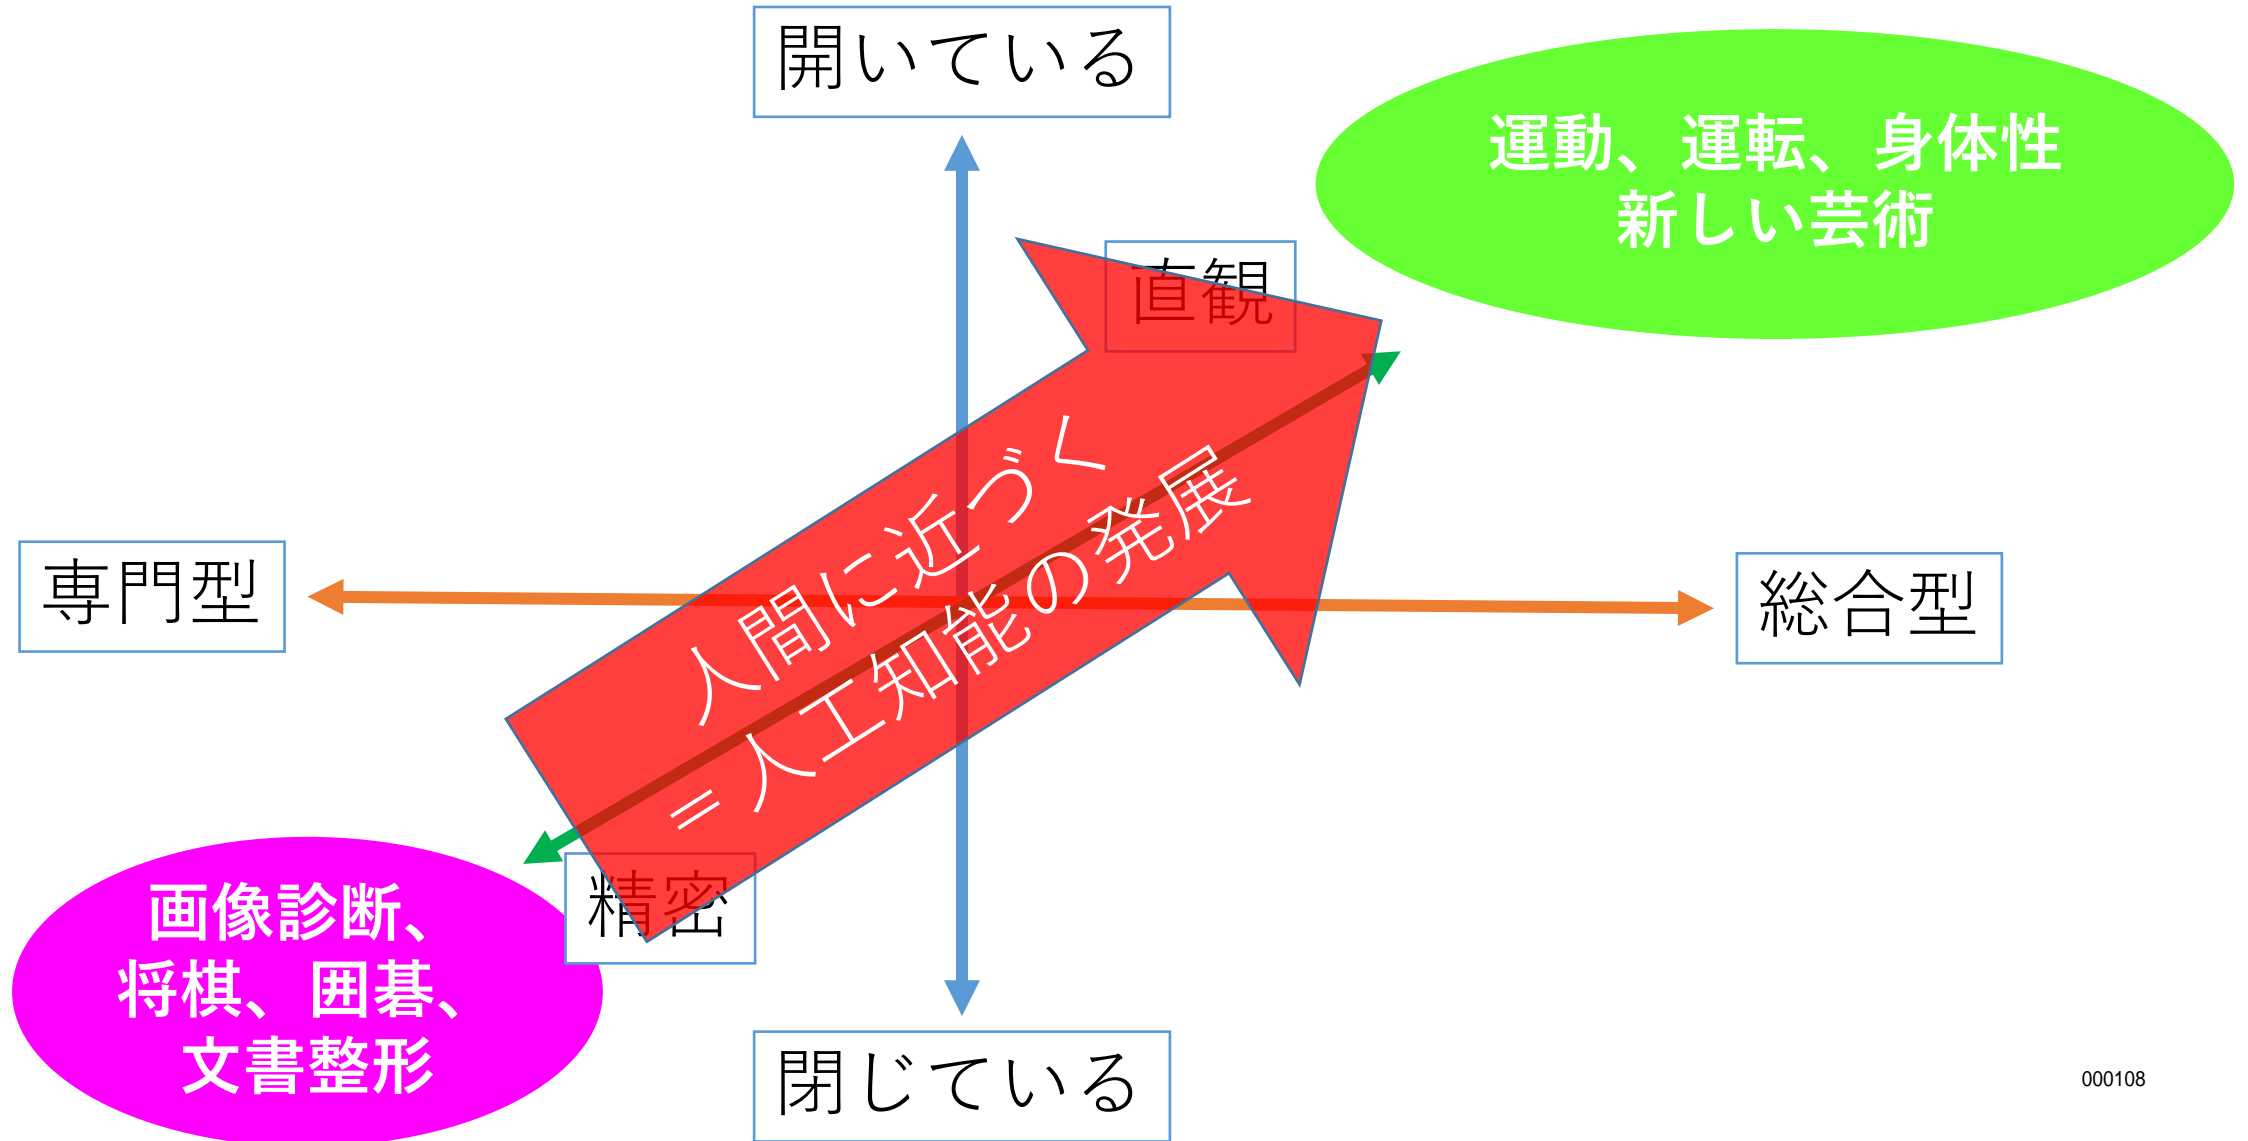 開いている
運動、運転、身体性
新しい芸術
直観
人間に近づく
＝人工知能の発展
専門型
総合型
精密
画像診断、
将棋、囲碁、
文書整形
閉じている
000108